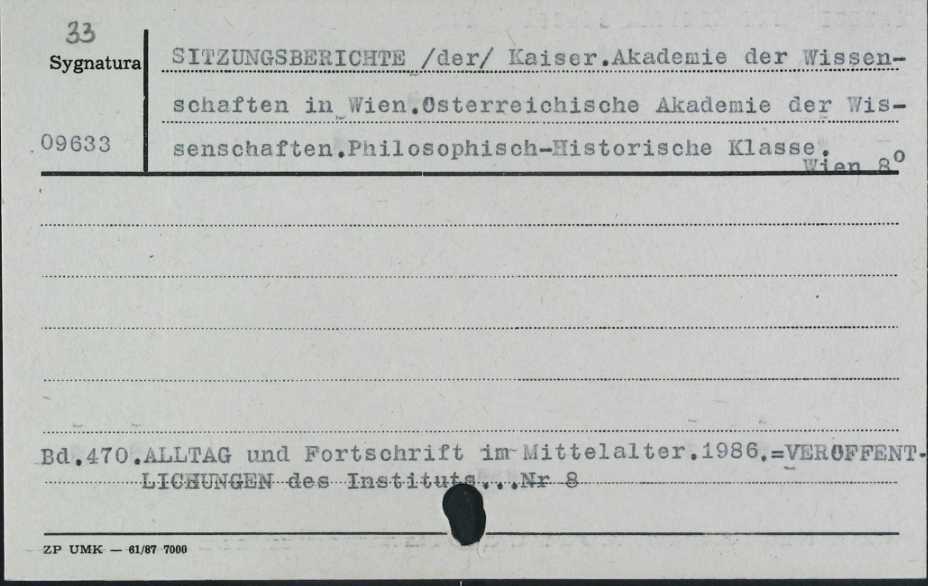 33
Sygnatura
09633
SITZUNGSBERICHTE /der/ Kaiser.Akademie der Wissen-
schaften in Wien.Österreichische Akademie der Wis-
senschaften.Philosophisch-Historische Klasse.
Wien 8°
Bd.470.ALLTAG und Fortschrift im Mittelalter.1986.=VERÖFFENT-
LICHUNGEN des Instituts...Nr 8
ZP UMK — 61/87 7000